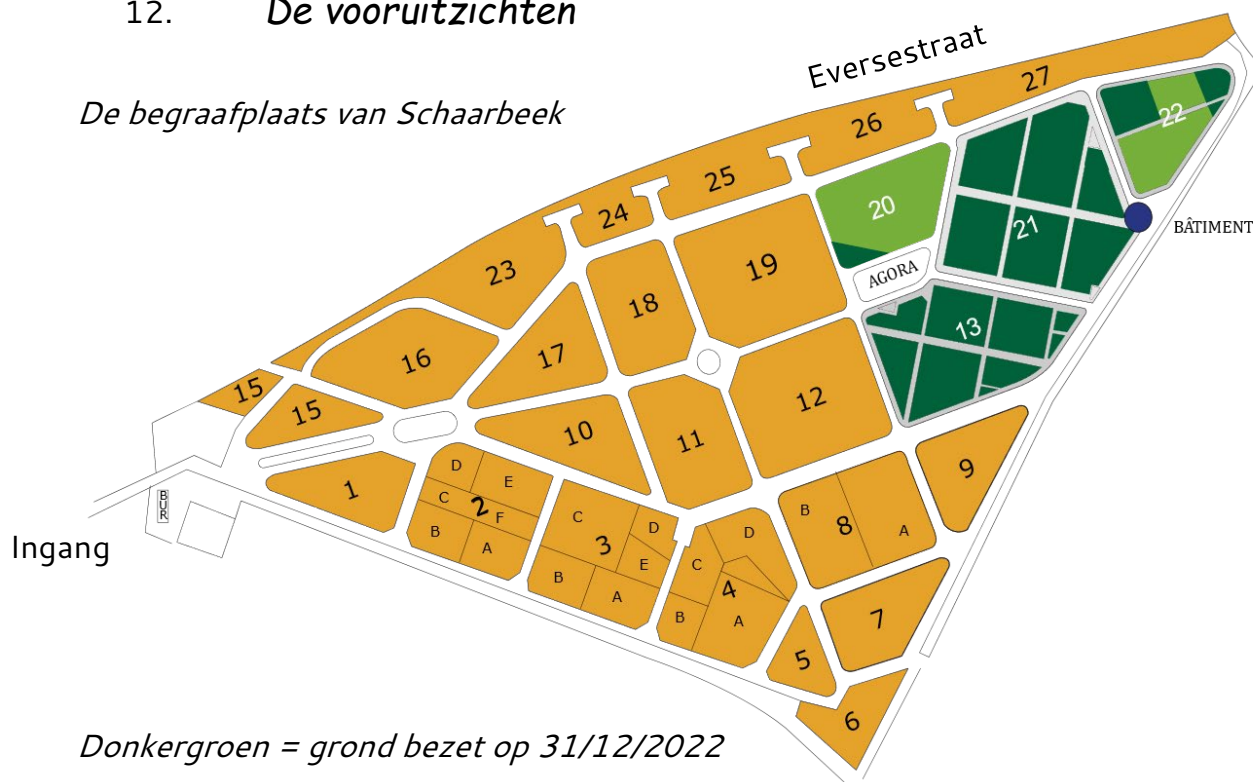 12. De vooruitzichten
Eversestraat
De begraafplaats van Schaarbeek
27
26
22
25
20
24
21
BÂTIMENT
23
19
AGORA
18
13
17
16
15
15
12
10
11
9
1
D
E
C
2
F
B
A
C
D
3
E
B
A
D
C
4
B
A
B
8
A
BUR
Ingang
7
5
6
Donkergroen = grond bezet op 31/12/2022